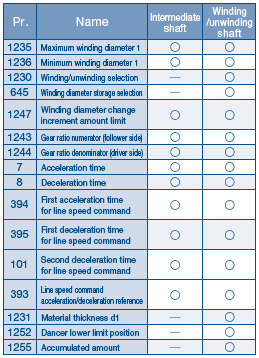 Pr. Name Intermediate shaft Winding /unwinding shaft
1235 Maximum winding diameter 1 ○ ○
1236 Minimum winding diameter 1 ○ ○
1230 Winding/unwinding selection — ○
645 Winding diameter storage selection — ○
1247 Winding diameter change increment amount limit ○ ○
1243 Gear ratio numerator (follower side) ○ ○
1244 Gear ratio denominator (driver side) ○ ○
7 Acceleration time ○ ○
8 Deceleration time ○ ○
394 First acceleration time for line speed command ○ ○
395 First deceleration time for line speed command ○ ○
101 Second deceleration time for line speed command ○ ○
393 Line speed command acceleration/deceleration reference ○ ○
1231 Material thickness d1 — ○
1252 Dancer lower limit position — ○
1255 Accumulated amount — ○